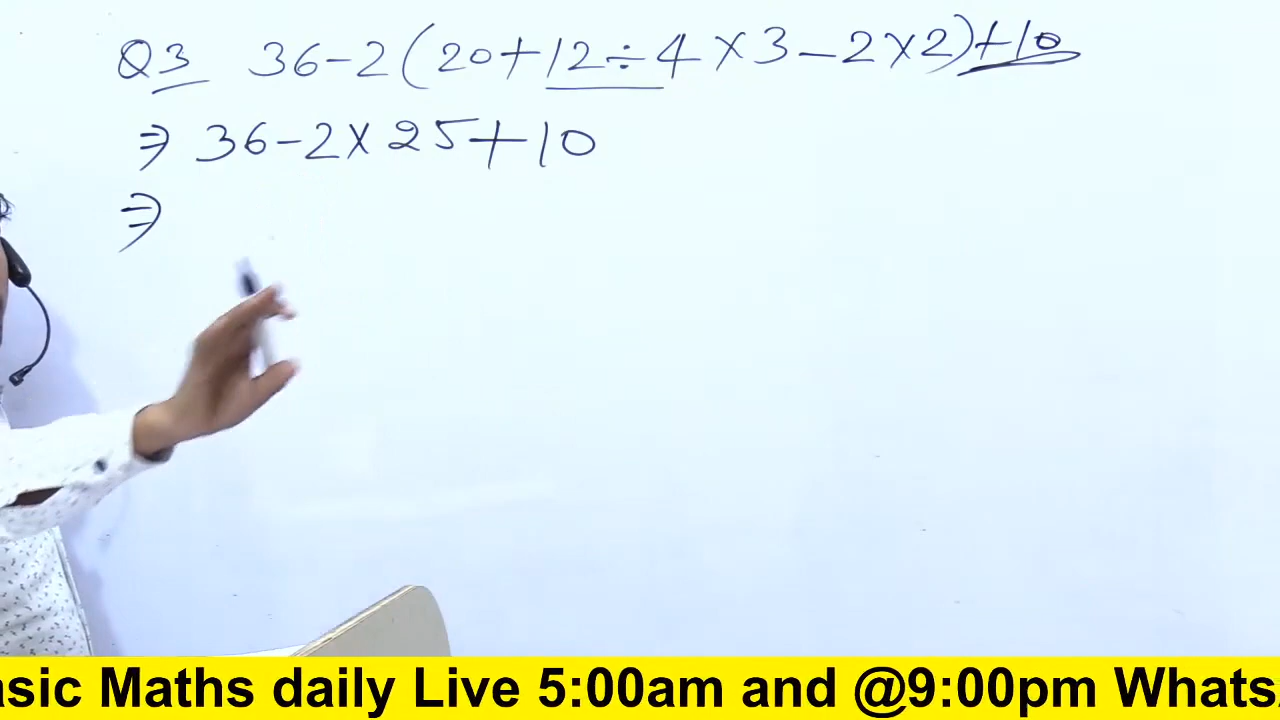 Q3 36-2(20+12÷4×3-2×2)+10
⇒ 36-2×25+10
⇒
asic Maths daily Live 5:00am and @9:00pm Whats